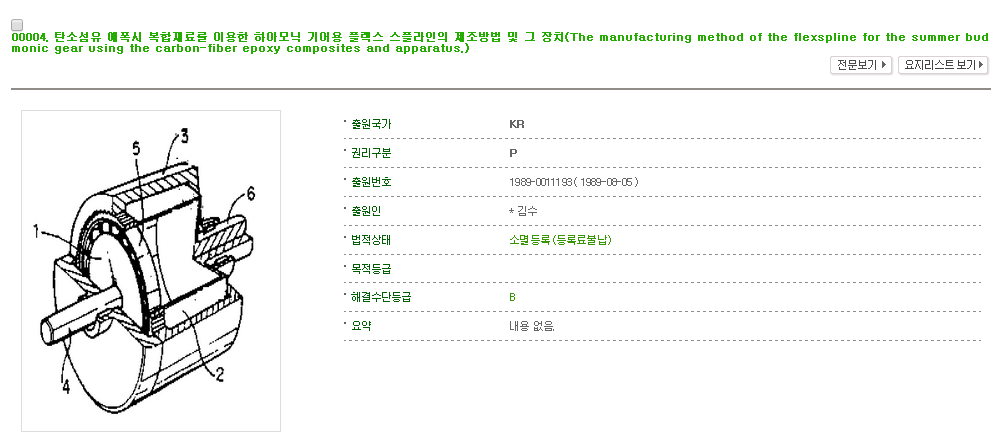 00004. 탄소섬유 에폭시 복합재료를 이용한 하아모닉 기어용 플랙스 스플라인의 제조방법 및 그 장치(The manufacturing method of the flexspline for the summer bud
monic gear using the carbon-fiber epoxy composites and apparatus.)
전문보기 요지리스트 보기
출원국가 KR
권리구분 P
출원번호 1989-0011193 ( 1989-08-05 )
출원인 * 김수
법적상태 소멸등록(등록료불납)
목적등급
해결수단등급 B
요약 내용 없음.
3
5
6
1
2
4